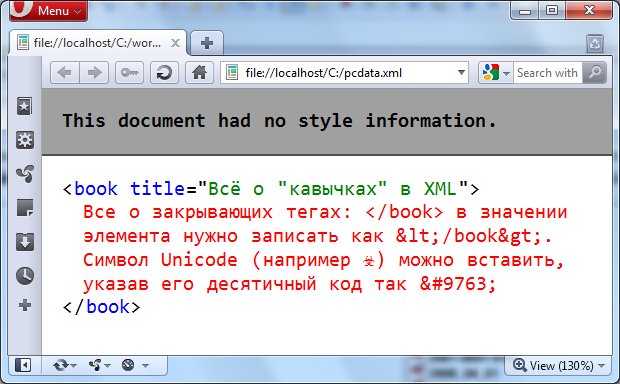 Menu
file://localhost/C:/wor...
file://localhost/C:/pcdata.xml
Search with
This document had no style information.
<book title="Всё о "кавычках" в XML">
Все о закрывающих тегах: </book> в значении
элемента нужно записать как &lt;/book&gt;.
Символ Unicode (например ☣) можно вставить,
указав его десятичный код так &#9763;
</book>
View (130%)